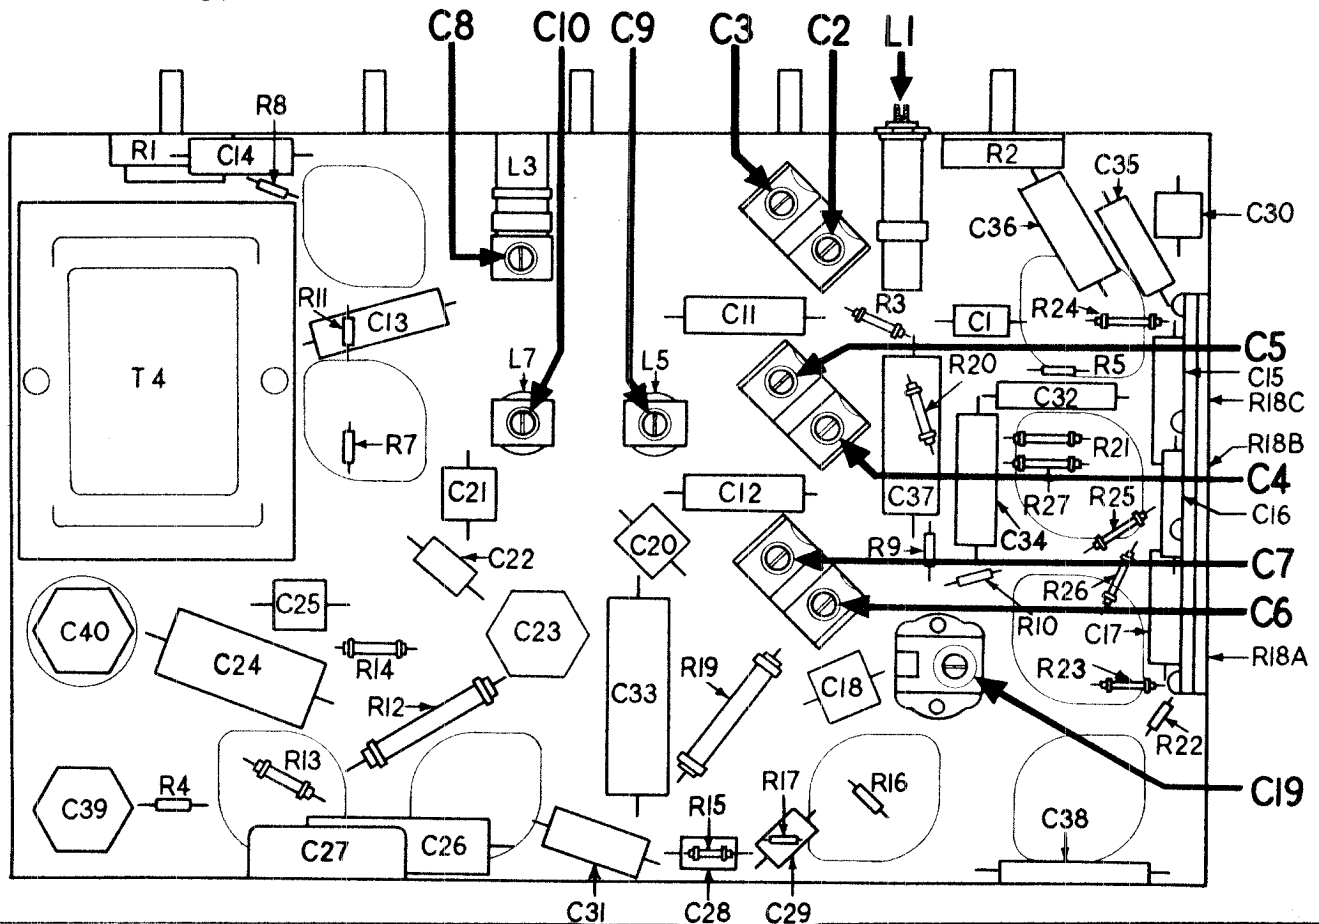 C8 C10 C9 C3 C2 L1
R8
R1 C14 L3 R2 C35
C36 C30
R11 C13 C11 R3 C1 R24
C5
T4 L7 L5 R20 R5 C15
C32 R18C
R7 R21 R18B
C21 C12 C37 R27 R25 C4
C16
C22 C20 R9 C34
C7
C25 R26
C6
C40 C23 R10 C17
C24 R14 R19 R18A
C33 C18 R23
R12
R22
R13
C39 R4 R15 R17 R16 C19
C38
C27 C26
C31 C28 C29